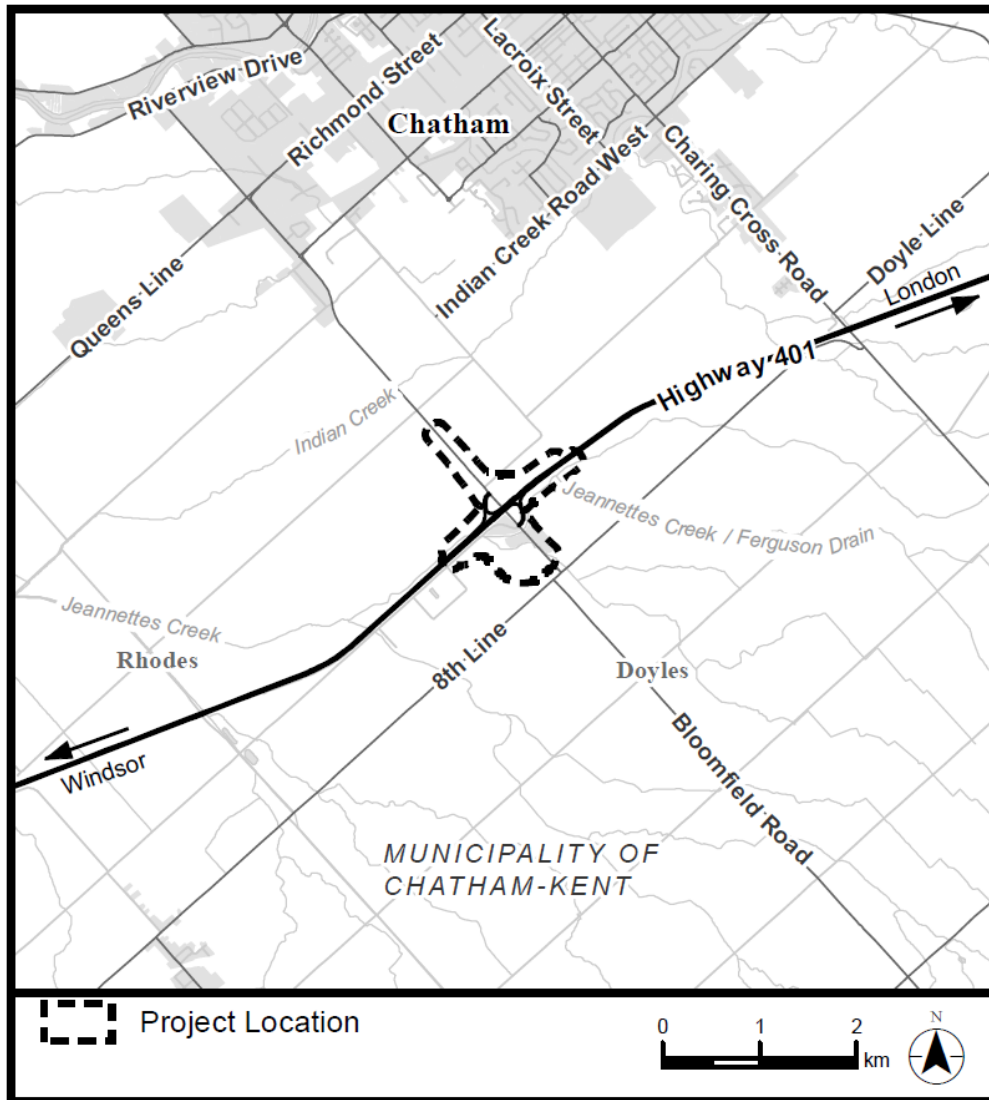 Riverview Drive
Richmond Street
Lacroix Street
Chatham
Indian Creek Road West
Charing Cross Road
Doyle Line
London
Queens Line
Highway 401
Indian Creek
Jeannettes Creek / Ferguson Drain
Jeannettes Creek
Rhodes
8th Line
Doyles
Windsor
Bloomfield Road
MUNICIPALITY OF
CHATHAM-KENT
Project Location
0 1 2
km
N